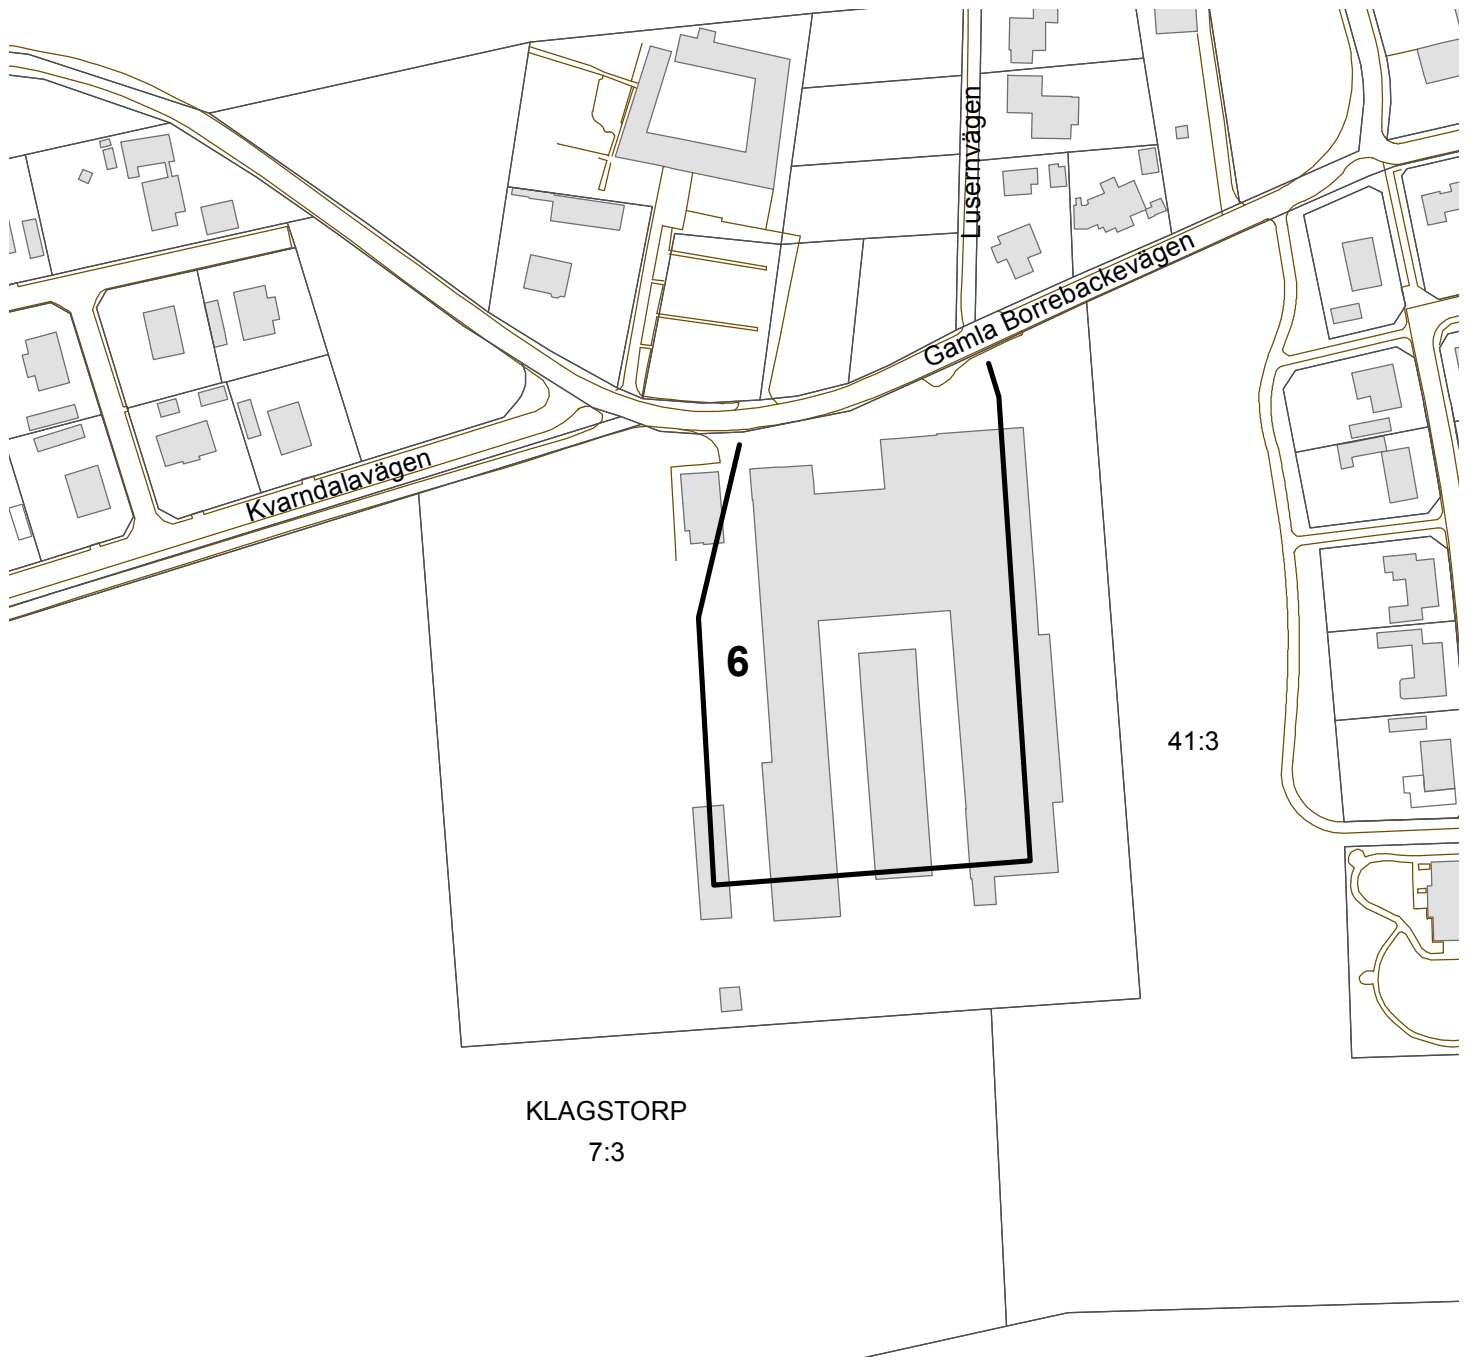 Lusernvägen
Gamla Borrebackevägen
Kvarndalavägen
6
41:3
KLAGSTORP
7:3